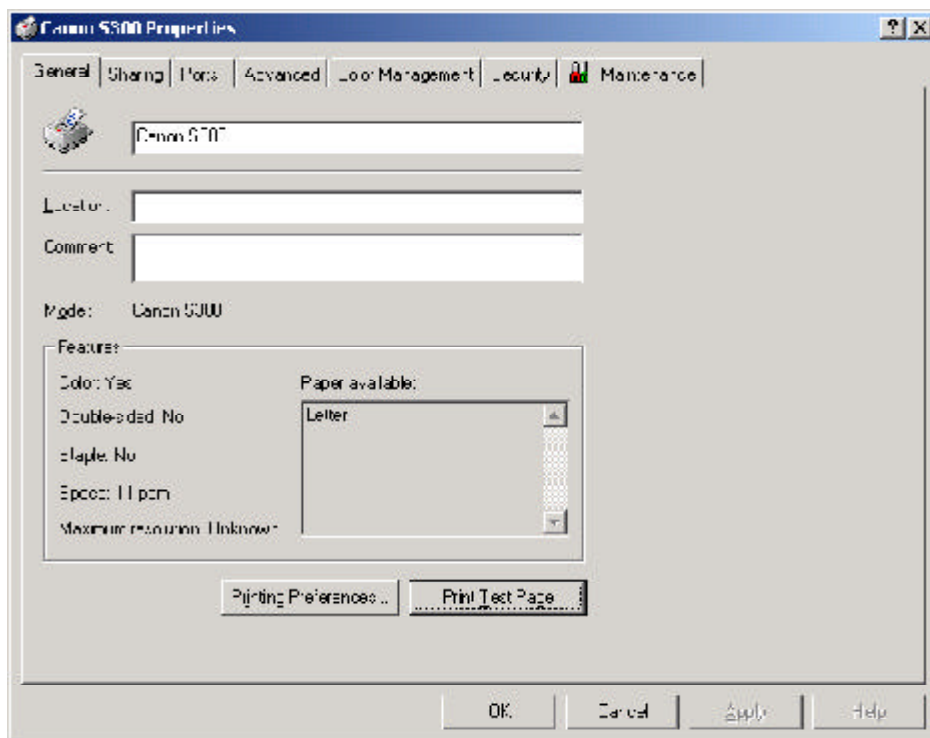 Canon S300 Properties
General Sharing Ports Advanced Color Management Security Maintenance
Canon S300
Location:
Comment:
Model: Canon S300
Features
Color: Yes Paper available:
Double-sided: No Letter
Staple: No
Speed: 11 ppm
Maximum resolution: Unknown
Printing Preferences... Print Test Page
OK Cancel Apply Help